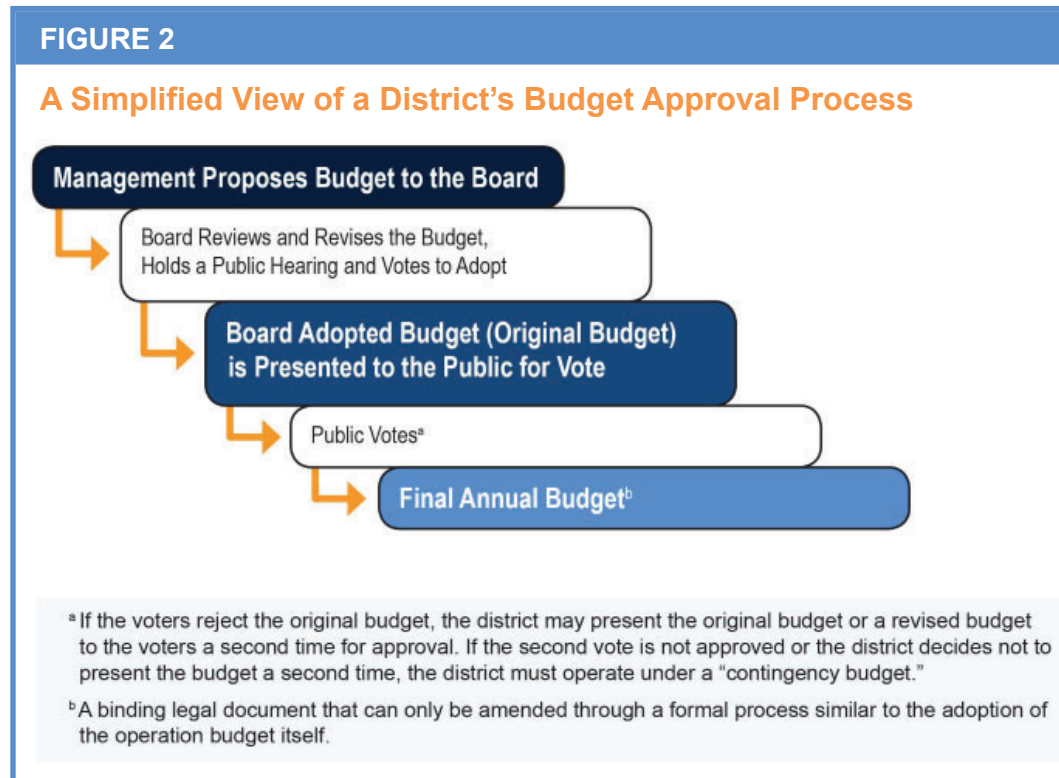 FIGURE 2
A Simplified View of a District’s Budget Approval Process
Management Proposes Budget to the Board
Board Reviews and Revises the Budget,
Holds a Public Hearing and Votes to Adopt
Board Adopted Budget (Original Budget)
is Presented to the Public for Vote
Public Votesᵃ
Final Annual Budgetᵇ
ᵃ If the voters reject the original budget, the district may present the original budget or a revised budget
to the voters a second time for approval. If the second vote is not approved or the district decides not to
present the budget a second time, the district must operate under a “contingency budget.”
ᵇ A binding legal document that can only be amended through a formal process similar to the adoption of
the operation budget itself.